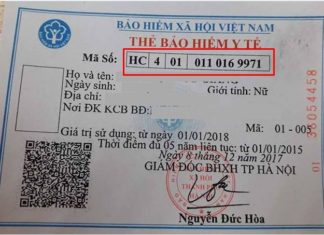 BẢO HIỂM XÃ HỘI VIỆT NAM
THẺ BẢO HIỂM Y TẾ
Mã Số: HC 4 01 011 016 9971
Họ và tên:
Ngày sinh: Giới tính: Nữ
Địa chỉ:
Nơi ĐK KCB BĐ:
Mã: 01 - 005
Giá trị sử dụng: từ ngày 01/01/2018
Thời điểm đủ 05 năm liên tục: từ ngày 01/01/2015
Ngày 8 tháng 12 năm 2017
GIÁM ĐỐC BHXH TP HÀ NỘI
Nguyễn Đức Hòa